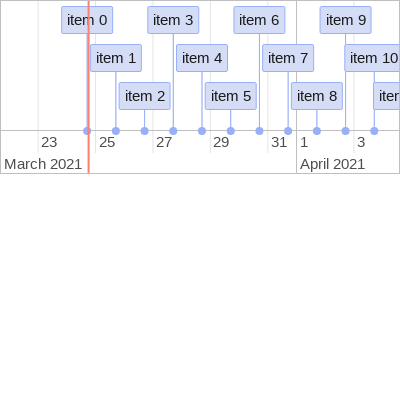 item 0 item 3 item 6 item 9
item 1 item 4 item 7 item 10
item 2 item 5 item 8
23 25 27 29 31 1 3
March 2021 April 2021